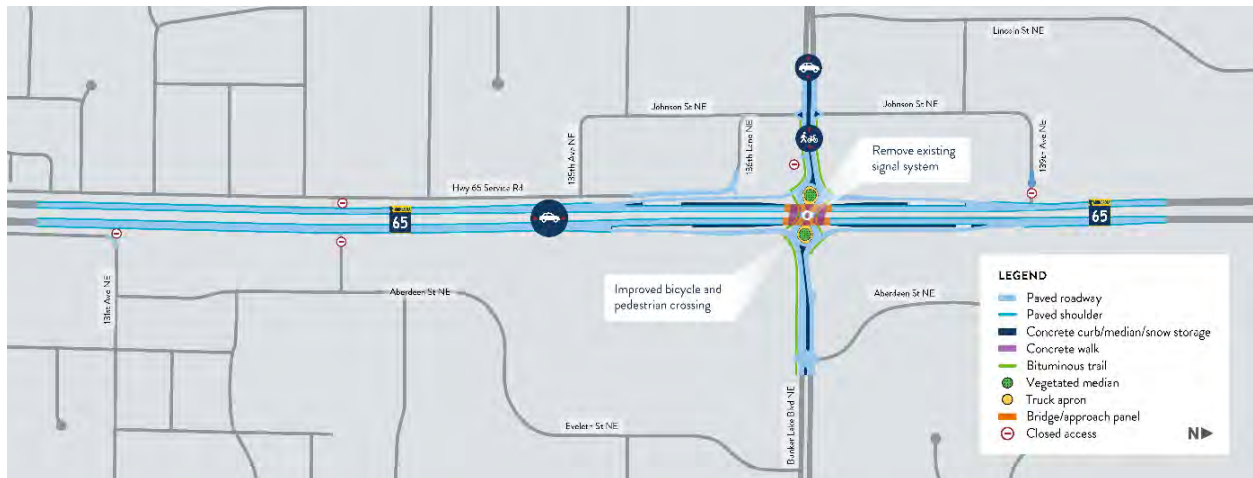 Lincoln St NE
Johnson St NE
Johnson St NE
135th Ave NE
136th Lane NE
139th Ave NE
Remove existing
signal system
Hwy 65 Service Rd
65
65
131st Ave NE
Aberdeen St NE
Improved bicycle and
pedestrian crossing
Aberdeen St NE
Evelet St NE
Bunker Lake Blvd NE
LEGEND
Paved roadway
Paved shoulder
Concrete curb/median/snow storage
Concrete walk
Bituminous trail
Vegetated median
Truck apron
Bridge/approach panel
Closed access
N